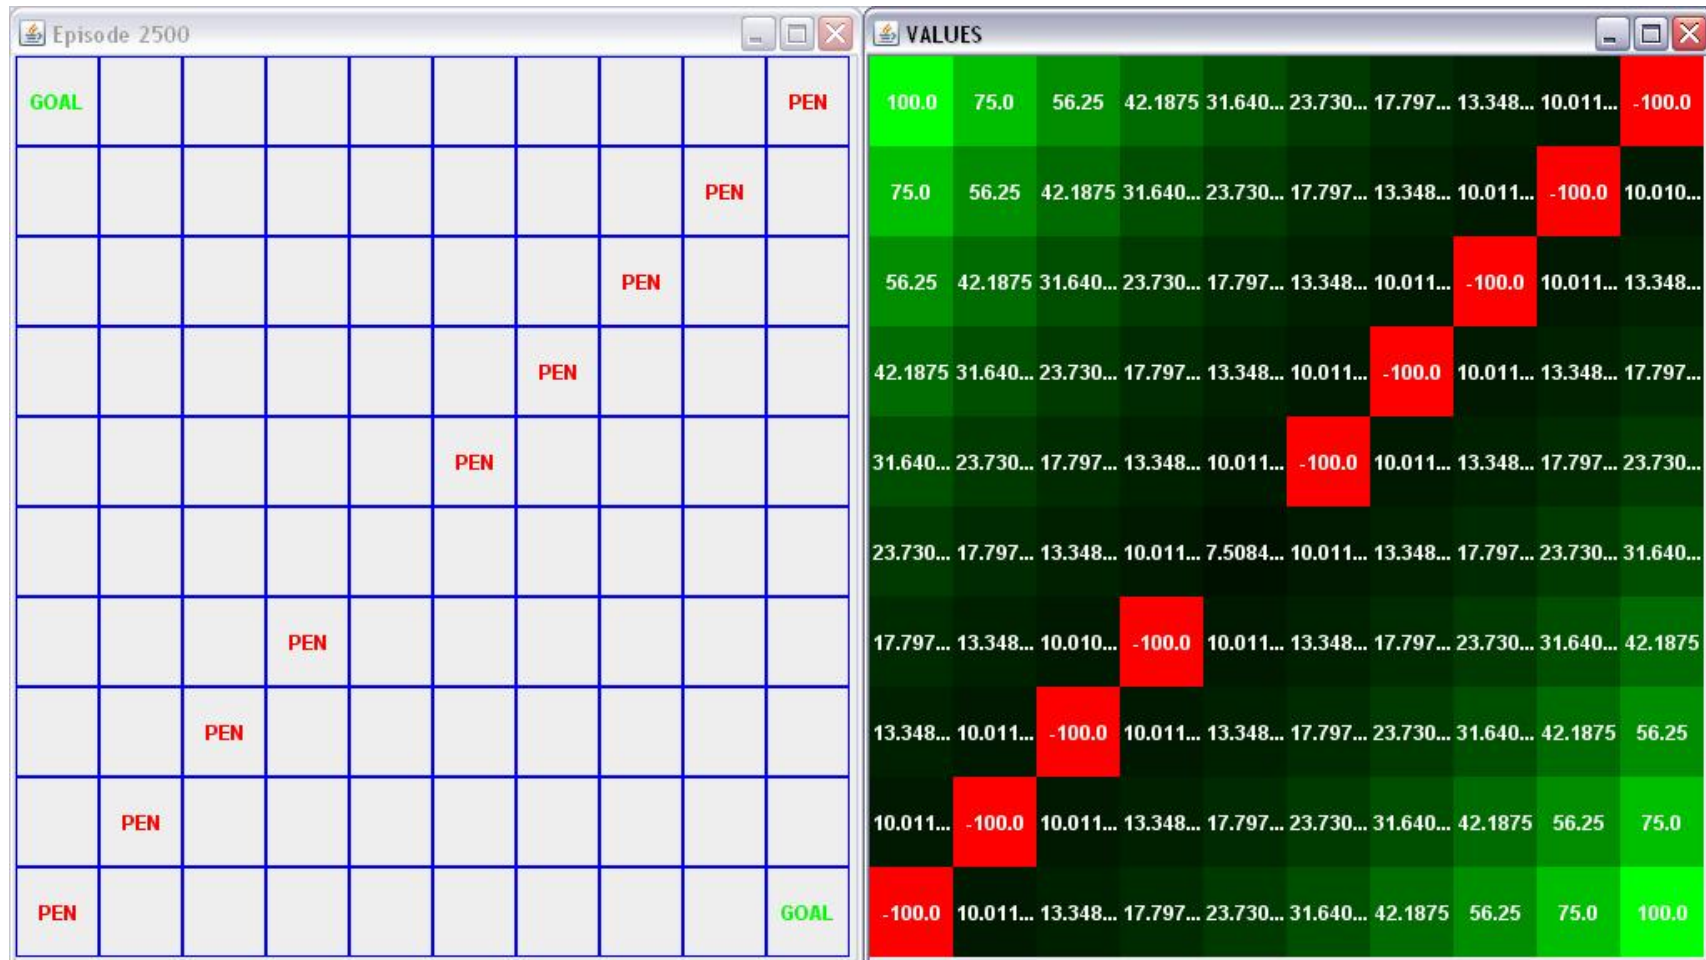 Episode 2500
GOAL PEN
PEN
PEN
PEN
PEN
PEN
PEN
PEN
PEN GOAL
VALUES
100.0 75.0 56.25 42.1875 31.640... 23.730... 17.797... 13.348... 10.011... -100.0
75.0 56.25 42.1875 31.640... 23.730... 17.797... 13.348... 10.011... -100.0 10.010...
56.25 42.1875 31.640... 23.730... 17.797... 13.348... 10.011... -100.0 10.011... 13.348...
42.1875 31.640... 23.730... 17.797... 13.348... 10.011... -100.0 10.011... 13.348... 17.797...
31.640... 23.730... 17.797... 13.348... 10.011... -100.0 10.011... 13.348... 17.797... 23.730...
23.730... 17.797... 13.348... 10.011... 7.5084... 10.011... 13.348... 17.797... 23.730... 31.640...
17.797... 13.348... 10.010... -100.0 10.011... 13.348... 17.797... 23.730... 31.640... 42.1875
13.348... 10.011... -100.0 10.011... 13.348... 17.797... 23.730... 31.640... 42.1875 56.25
10.011... -100.0 10.011... 13.348... 17.797... 23.730... 31.640... 42.1875 56.25 75.0
-100.0 10.011... 13.348... 17.797... 23.730... 31.640... 42.1875 56.25 75.0 100.0